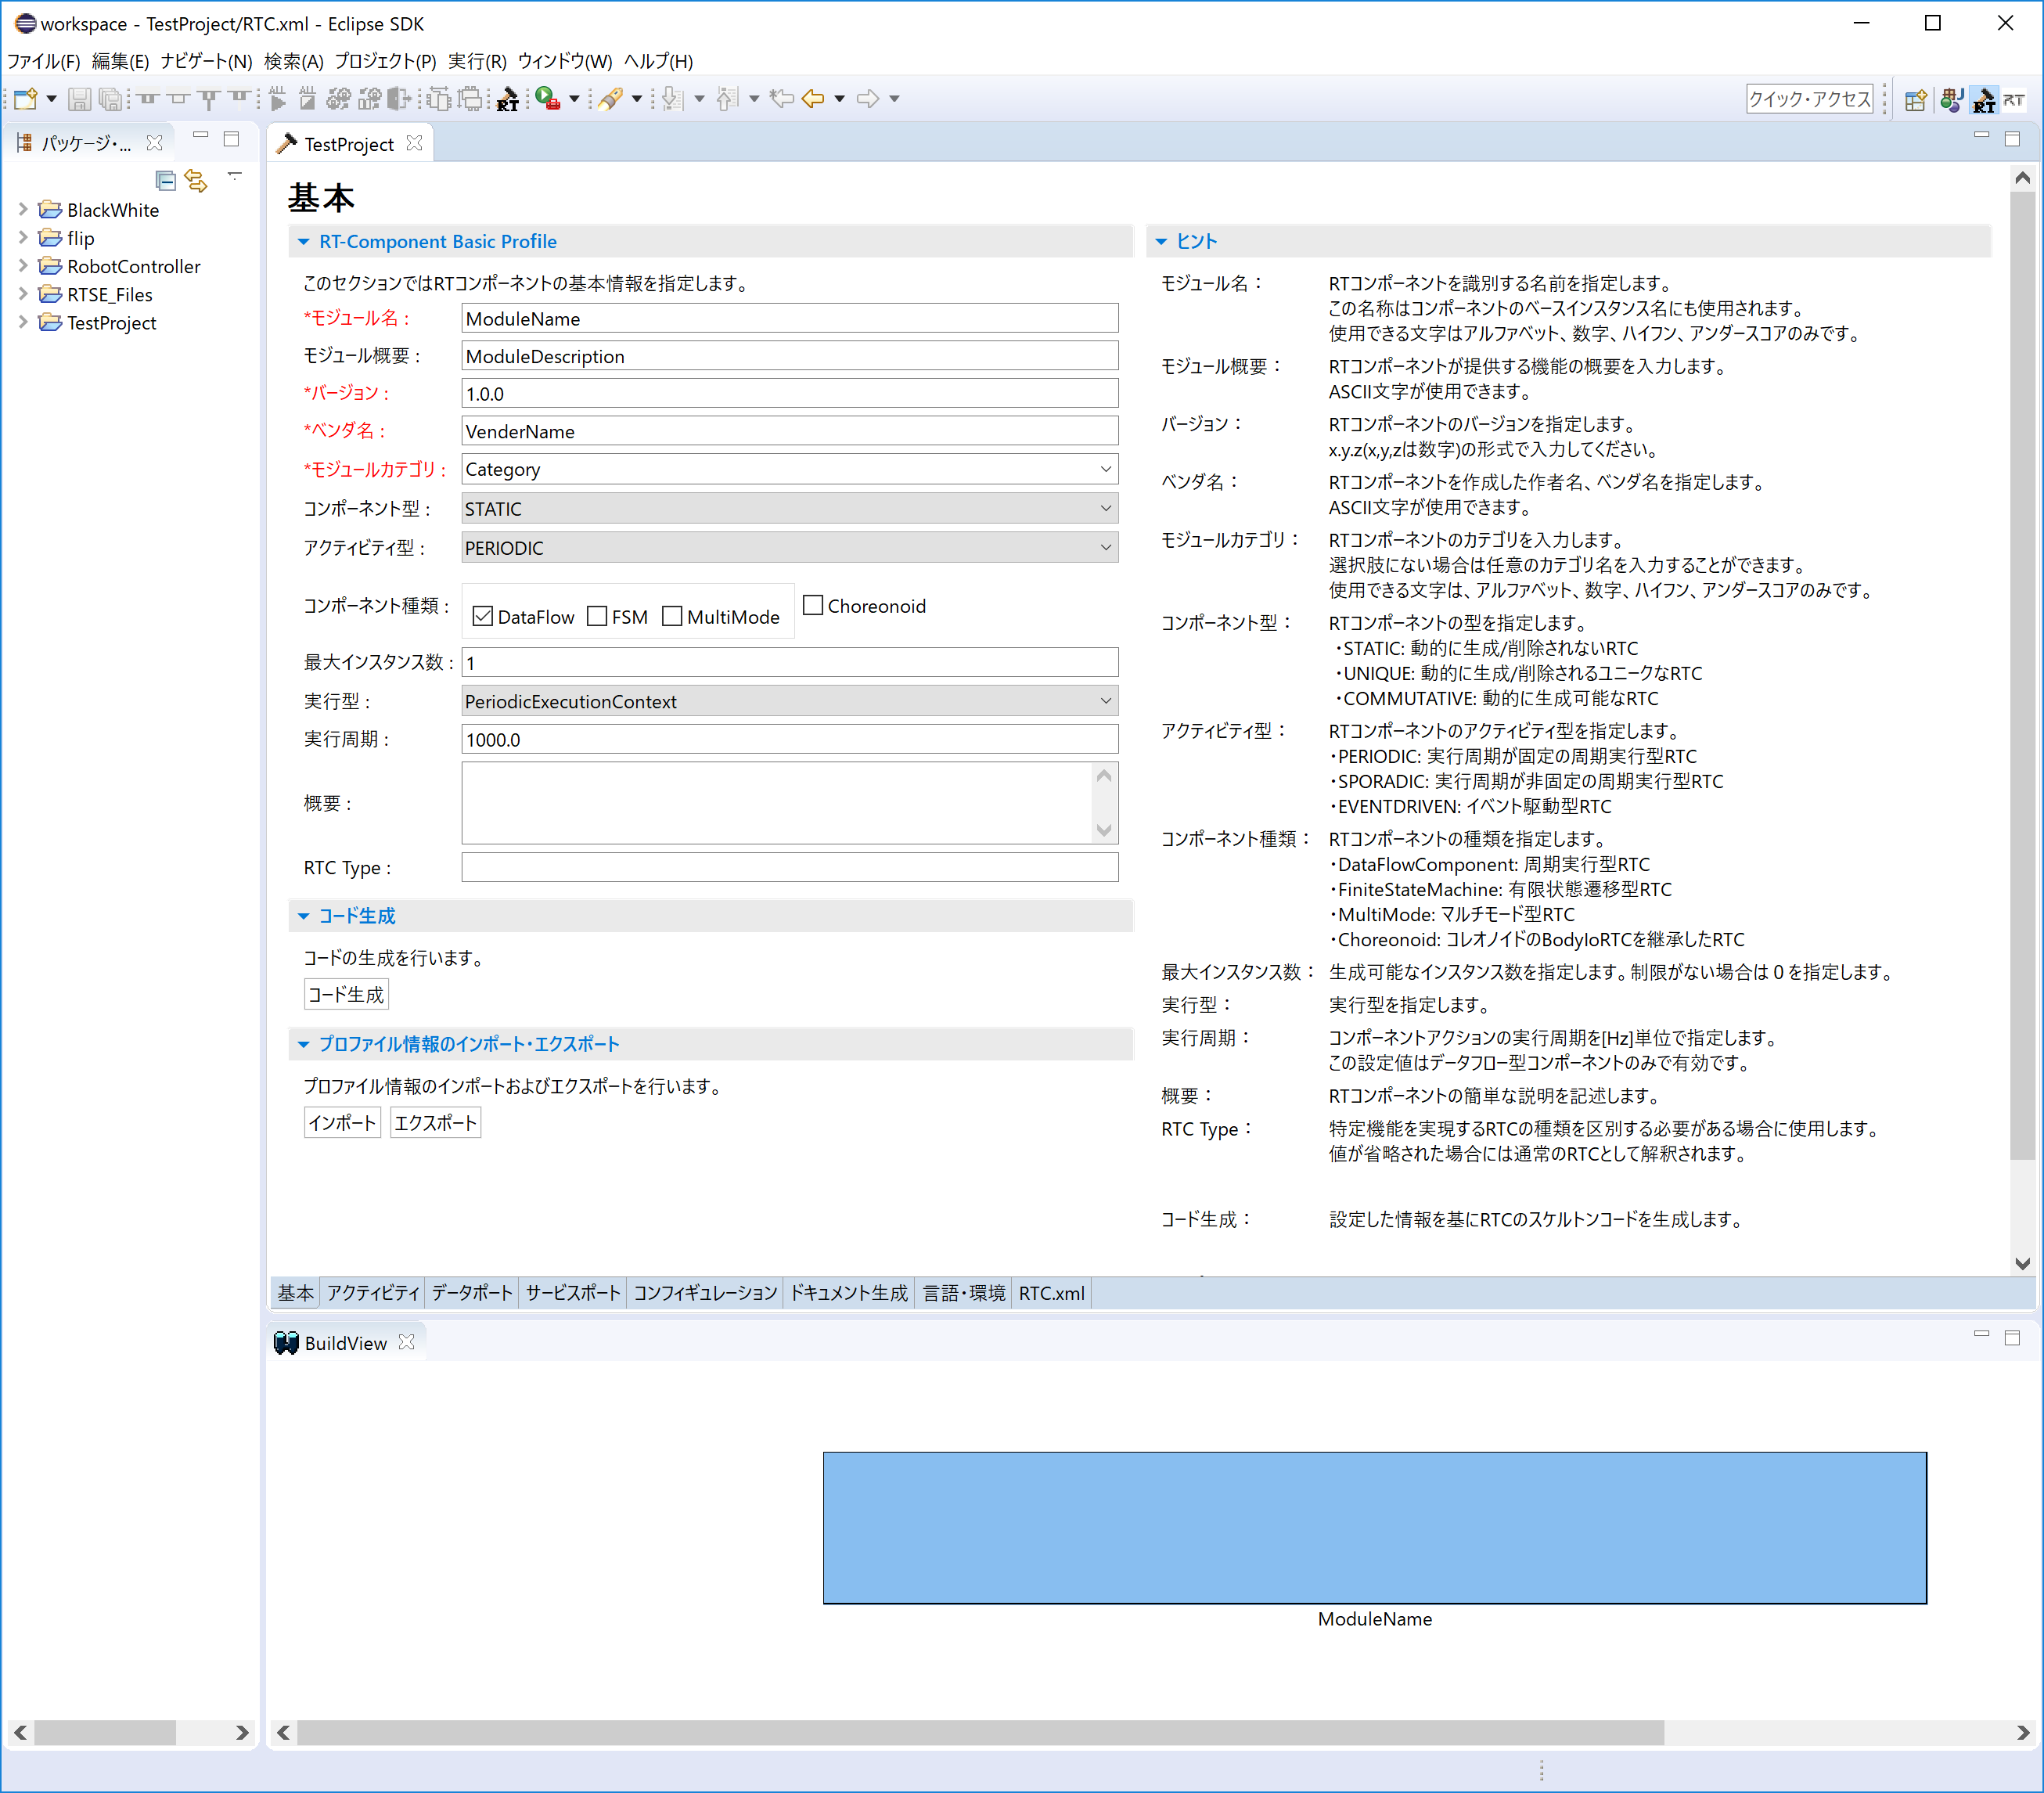 workspace - TestProject/RTC.xml - Eclipse SDK
ファイル(F) 編集(E) ナビゲート(N) 検索(A) プロジェクト(P) 実行(R) ウィンドウ(W) ヘルプ(H)
クイック・アクセス
パッケージ・...
BlackWhite
flip
RobotController
RTSE_Files
TestProject
TestProject
基本
RT-Component Basic Profile
このセクションではRTコンポーネントの基本情報を指定します。
*モジュール名 : ModuleName
モジュール概要 : ModuleDescription
*バージョン : 1.0.0
*ベンダ名 : VenderName
*モジュールカテゴリ : Category
コンポーネント型 : STATIC
アクティビティ型 : PERIODIC
コンポーネント種類 : DataFlow FSM MultiMode Choreonoid
最大インスタンス数 : 1
実行型 : PeriodicExecutionContext
実行周期 : 1000.0
概要 :
RTC Type :
コード生成
コードの生成を行います。
コード生成
プロファイル情報のインポート・エクスポート
プロファイル情報のインポートおよびエクスポートを行います。
インポート エクスポート
ヒント
モジュール名： RTコンポーネントを識別する名前を指定します。
この名称はコンポーネントのベースインスタンス名にも使用されます。
使用できる文字はアルファベット、数字、ハイフン、アンダースコアのみです。
モジュール概要： RTコンポーネントが提供する機能の概要を入力します。
ASCII文字が使用できます。
バージョン： RTコンポーネントのバージョンを指定します。
x.y.z(x,y,zは数字)の形式で入力してください。
ベンダ名： RTコンポーネントを作成した作者名、ベンダ名を指定します。
ASCII文字が使用できます。
モジュールカテゴリ： RTコンポーネントのカテゴリを入力します。
選択肢にない場合は任意のカテゴリ名を入力することができます。
使用できる文字は、アルファベット、数字、ハイフン、アンダースコアのみです。
コンポーネント型： RTコンポーネントの型を指定します。
・STATIC: 動的に生成/削除されないRTC
・UNIQUE: 動的に生成/削除されるユニークなRTC
・COMMUTATIVE: 動的に生成可能なRTC
アクティビティ型： RTコンポーネントのアクティビティ型を指定します。
・PERIODIC: 実行周期が固定の周期実行型RTC
・SPORADIC: 実行周期が非固定の周期実行型RTC
・EVENTDRIVEN: イベント駆動型RTC
コンポーネント種類： RTコンポーネントの種類を指定します。
・DataFlowComponent: 周期実行型RTC
・FiniteStateMachine: 有限状態遷移型RTC
・MultiMode: マルチモード型RTC
・Choreonoid: コレオノイドのBodyIoRTCを継承したRTC
最大インスタンス数： 生成可能なインスタンス数を指定します。制限がない場合は０を指定します。
実行型： 実行型を指定します。
実行周期： コンポーネントアクションの実行周期を[Hz]単位で指定します。
この設定値はデータフロー型コンポーネントのみで有効です。
概要： RTコンポーネントの簡単な説明を記述します。
RTC Type： 特定機能を実現するRTCの種類を区別する必要がある場合に使用します。
値が省略された場合には通常のRTCとして解釈されます。
コード生成： 設定した情報を基にRTCのスケルトンコードを生成します。
基本 アクティビティ データポート サービスポート コンフィギュレーション ドキュメント生成 言語・環境 RTC.xml
BuildView
ModuleName